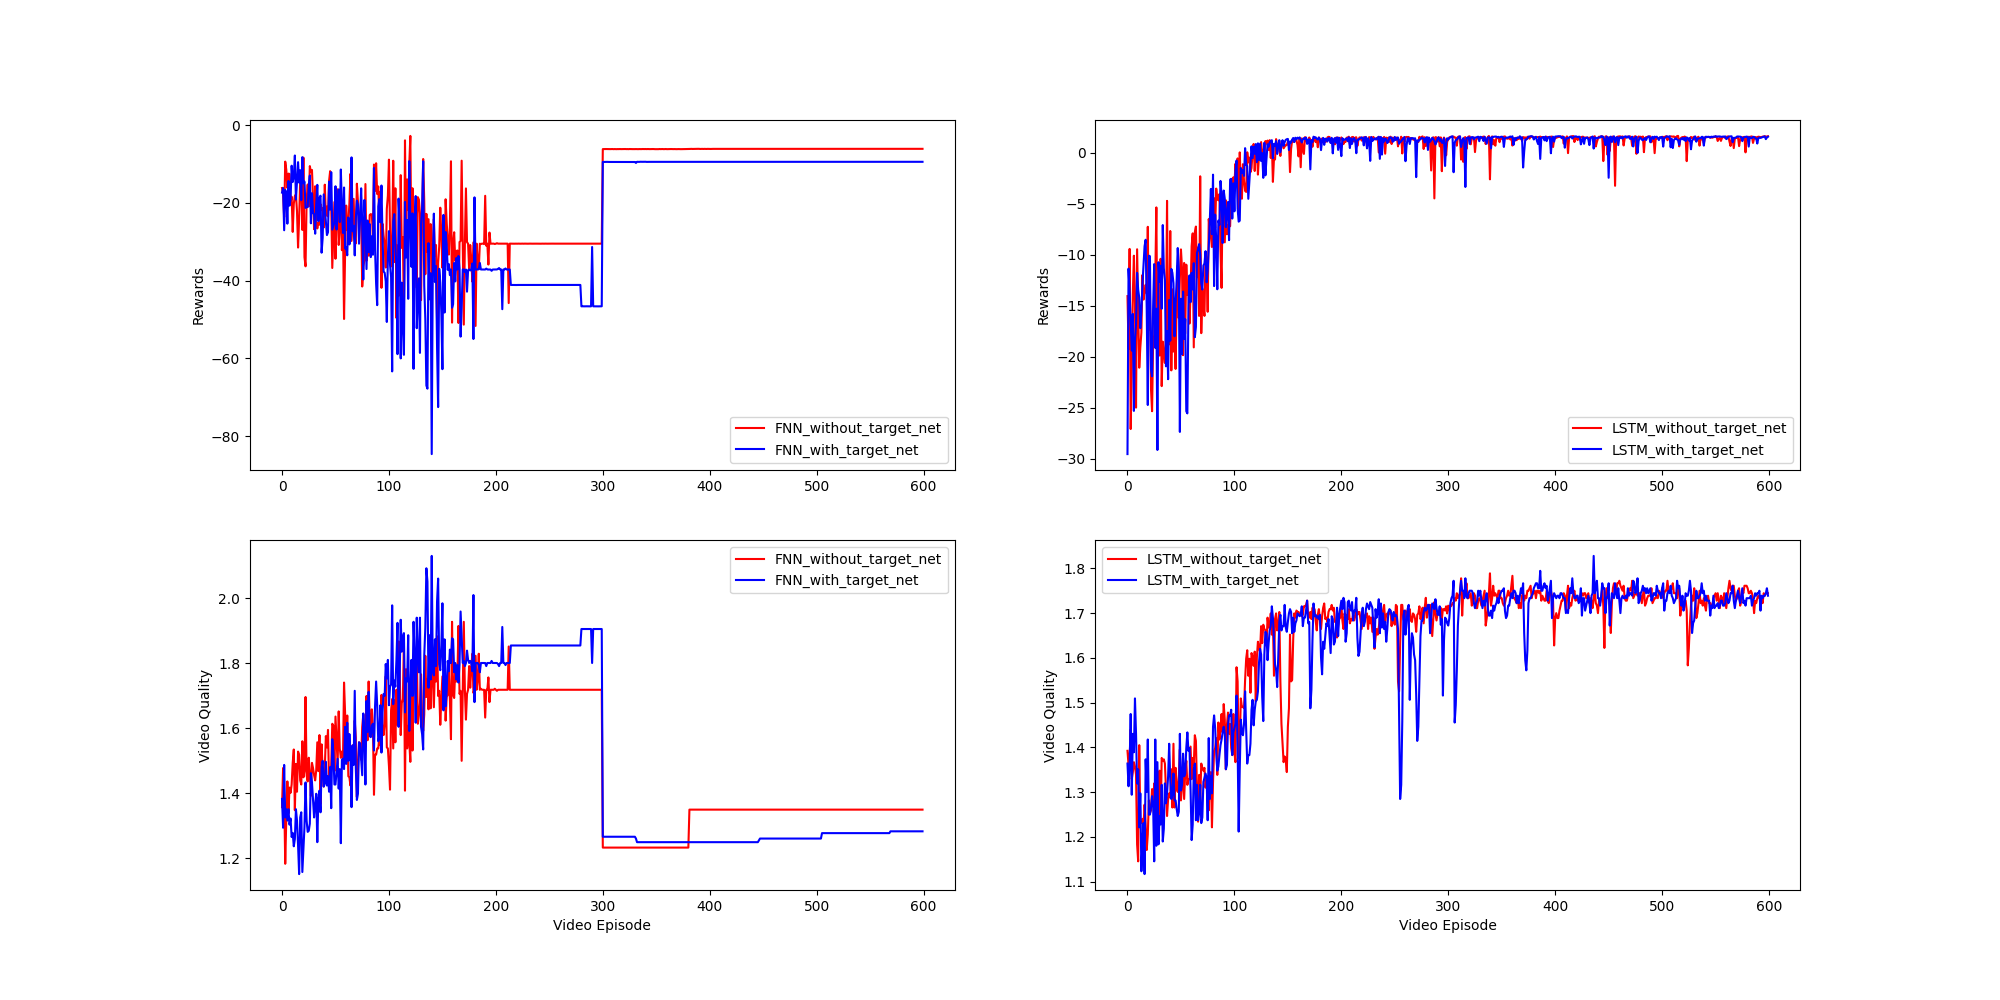 0
−20
−40
−60
−80
Rewards
0 100 200 300 400 500 600
FNN_without_target_net
FNN_with_target_net
0
−5
−10
−15
−20
−25
−30
Rewards
0 100 200 300 400 500 600
LSTM_without_target_net
LSTM_with_target_net
2.0
1.8
1.6
1.4
1.2
Video Quality
0 100 200 300 400 500 600
Video Episode
FNN_without_target_net
FNN_with_target_net
1.8
1.7
1.6
1.5
1.4
1.3
1.2
1.1
Video Quality
0 100 200 300 400 500 600
Video Episode
LSTM_without_target_net
LSTM_with_target_net